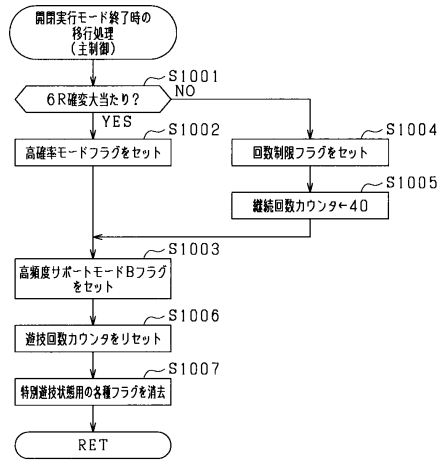 開閉実行モード終了時の
移行処理
(主制御)
S1001
6R確変大当たり?
NO
YES
S1002
高確率モードフラグをセット
S1004
回数制限フラグをセット
S1005
継続回数カウンタ←40
S1003
高頻度サポートモードBフラグ
をセット
S1006
遊技回数カウンタをリセット
S1007
特別遊技状態用の各種フラグを消去
RET